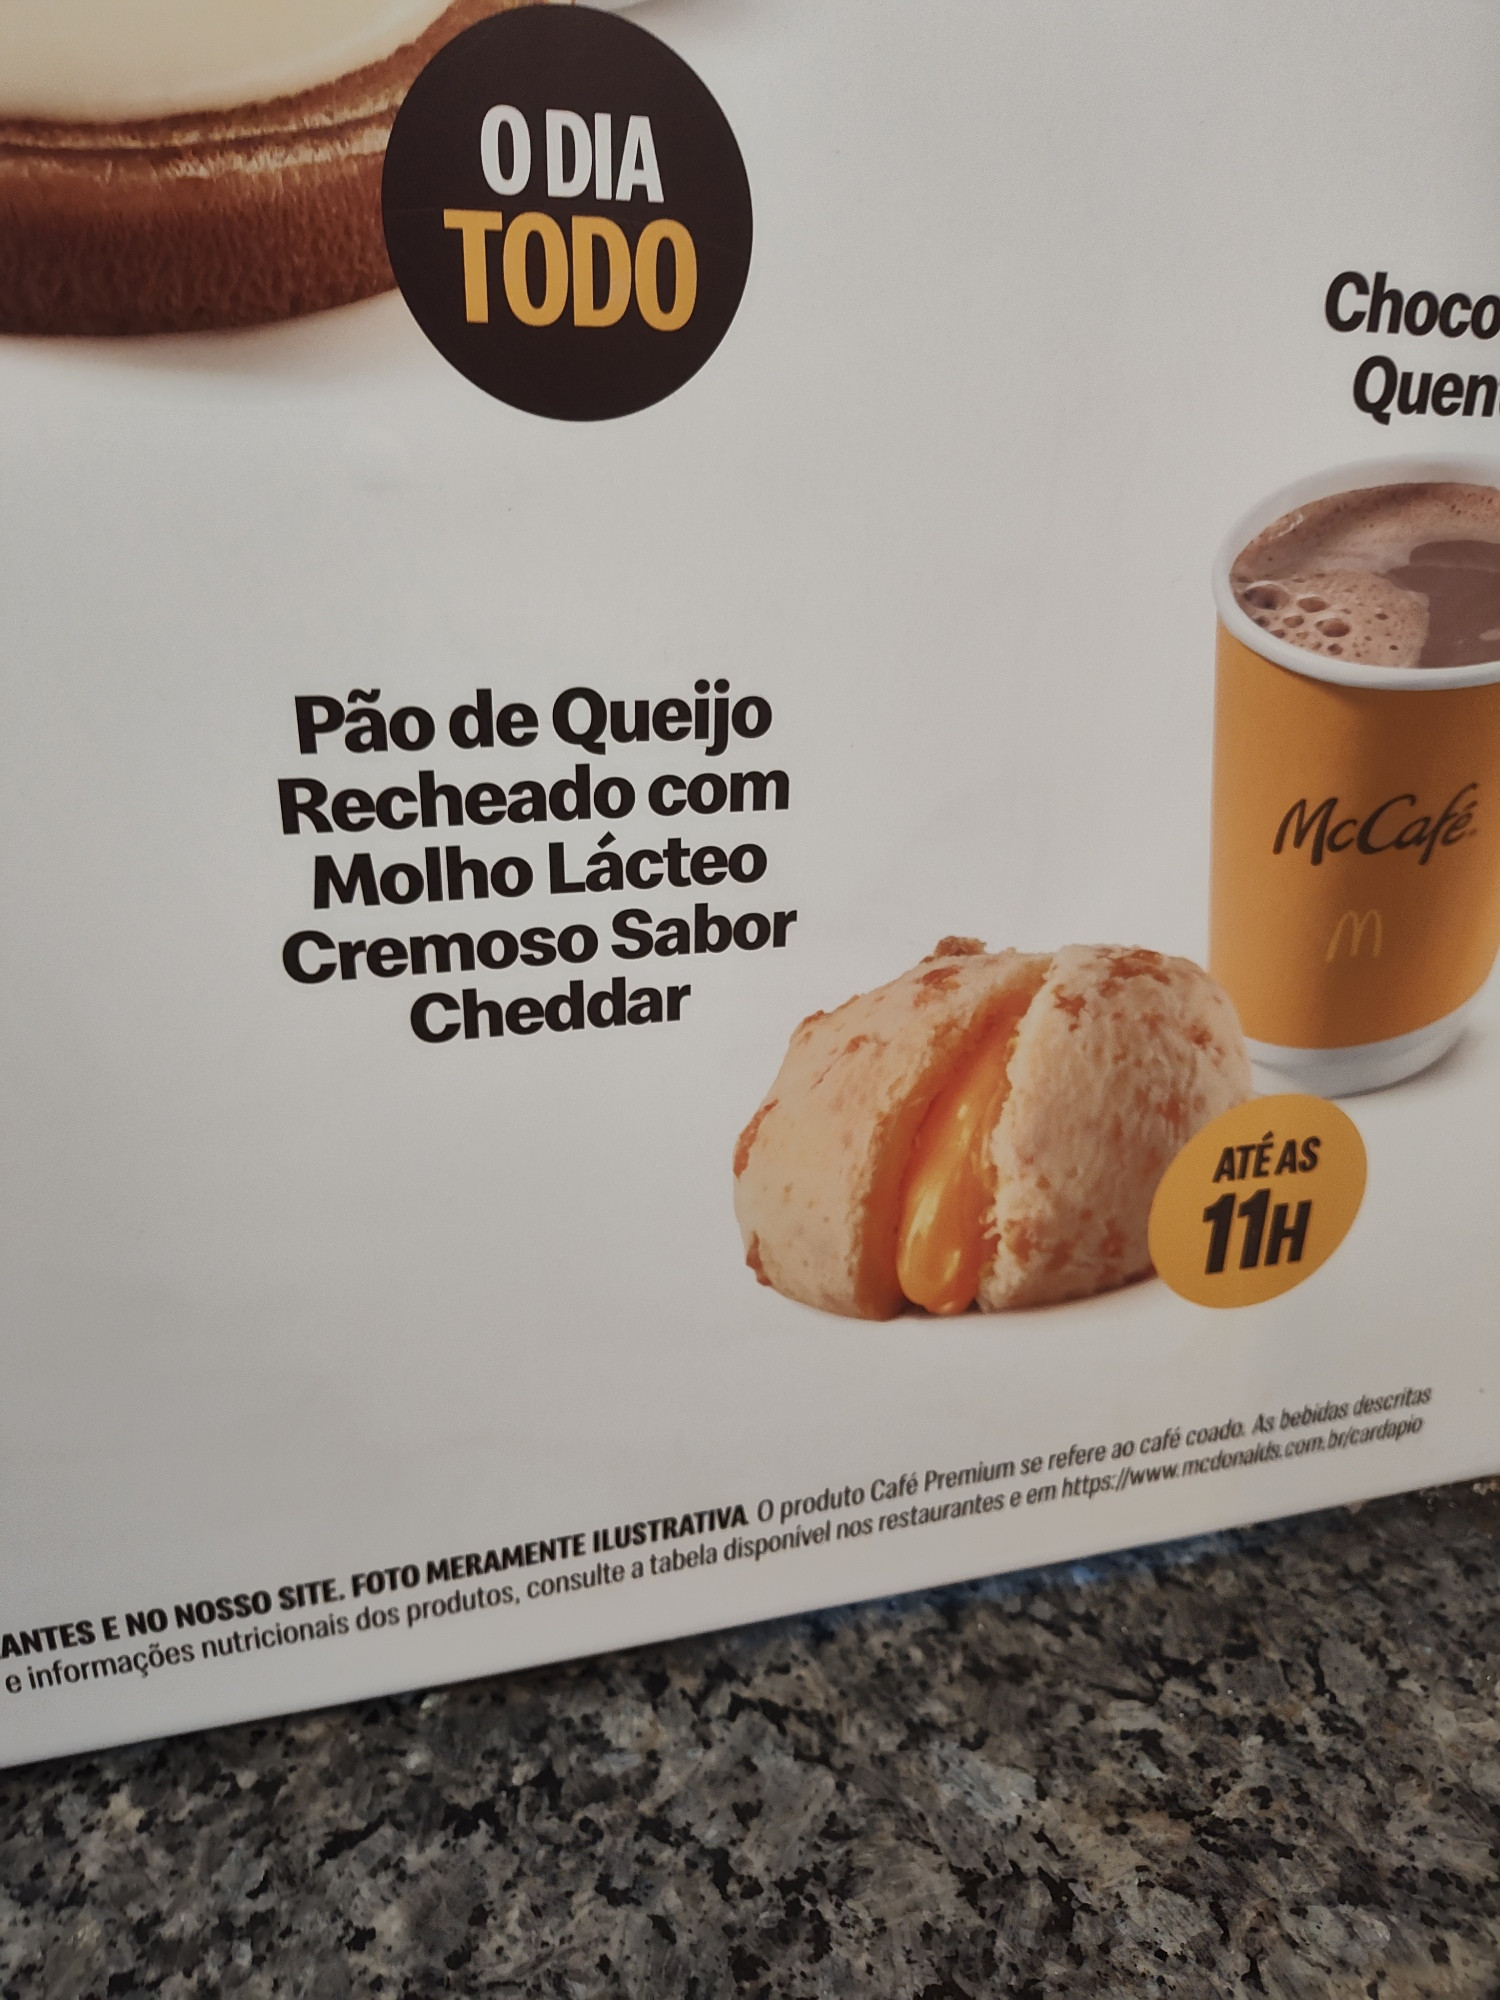 O DIA
TODO
Choco
Quen
Pão de Queijo
Recheado com
Molho Lácteo
Cremoso Sabor
Cheddar
McCafé
ATÉ AS
11H
ANTES E NO NOSSO SITE. FOTO MERAMENTE ILUSTRATIVA. O produto Café Premium se refere ao café coado. As bebidas descritas
e informações nutricionais dos produtos, consulte a tabela disponível nos restaurantes e em https://www.mcdonalds.com.br/cardapio